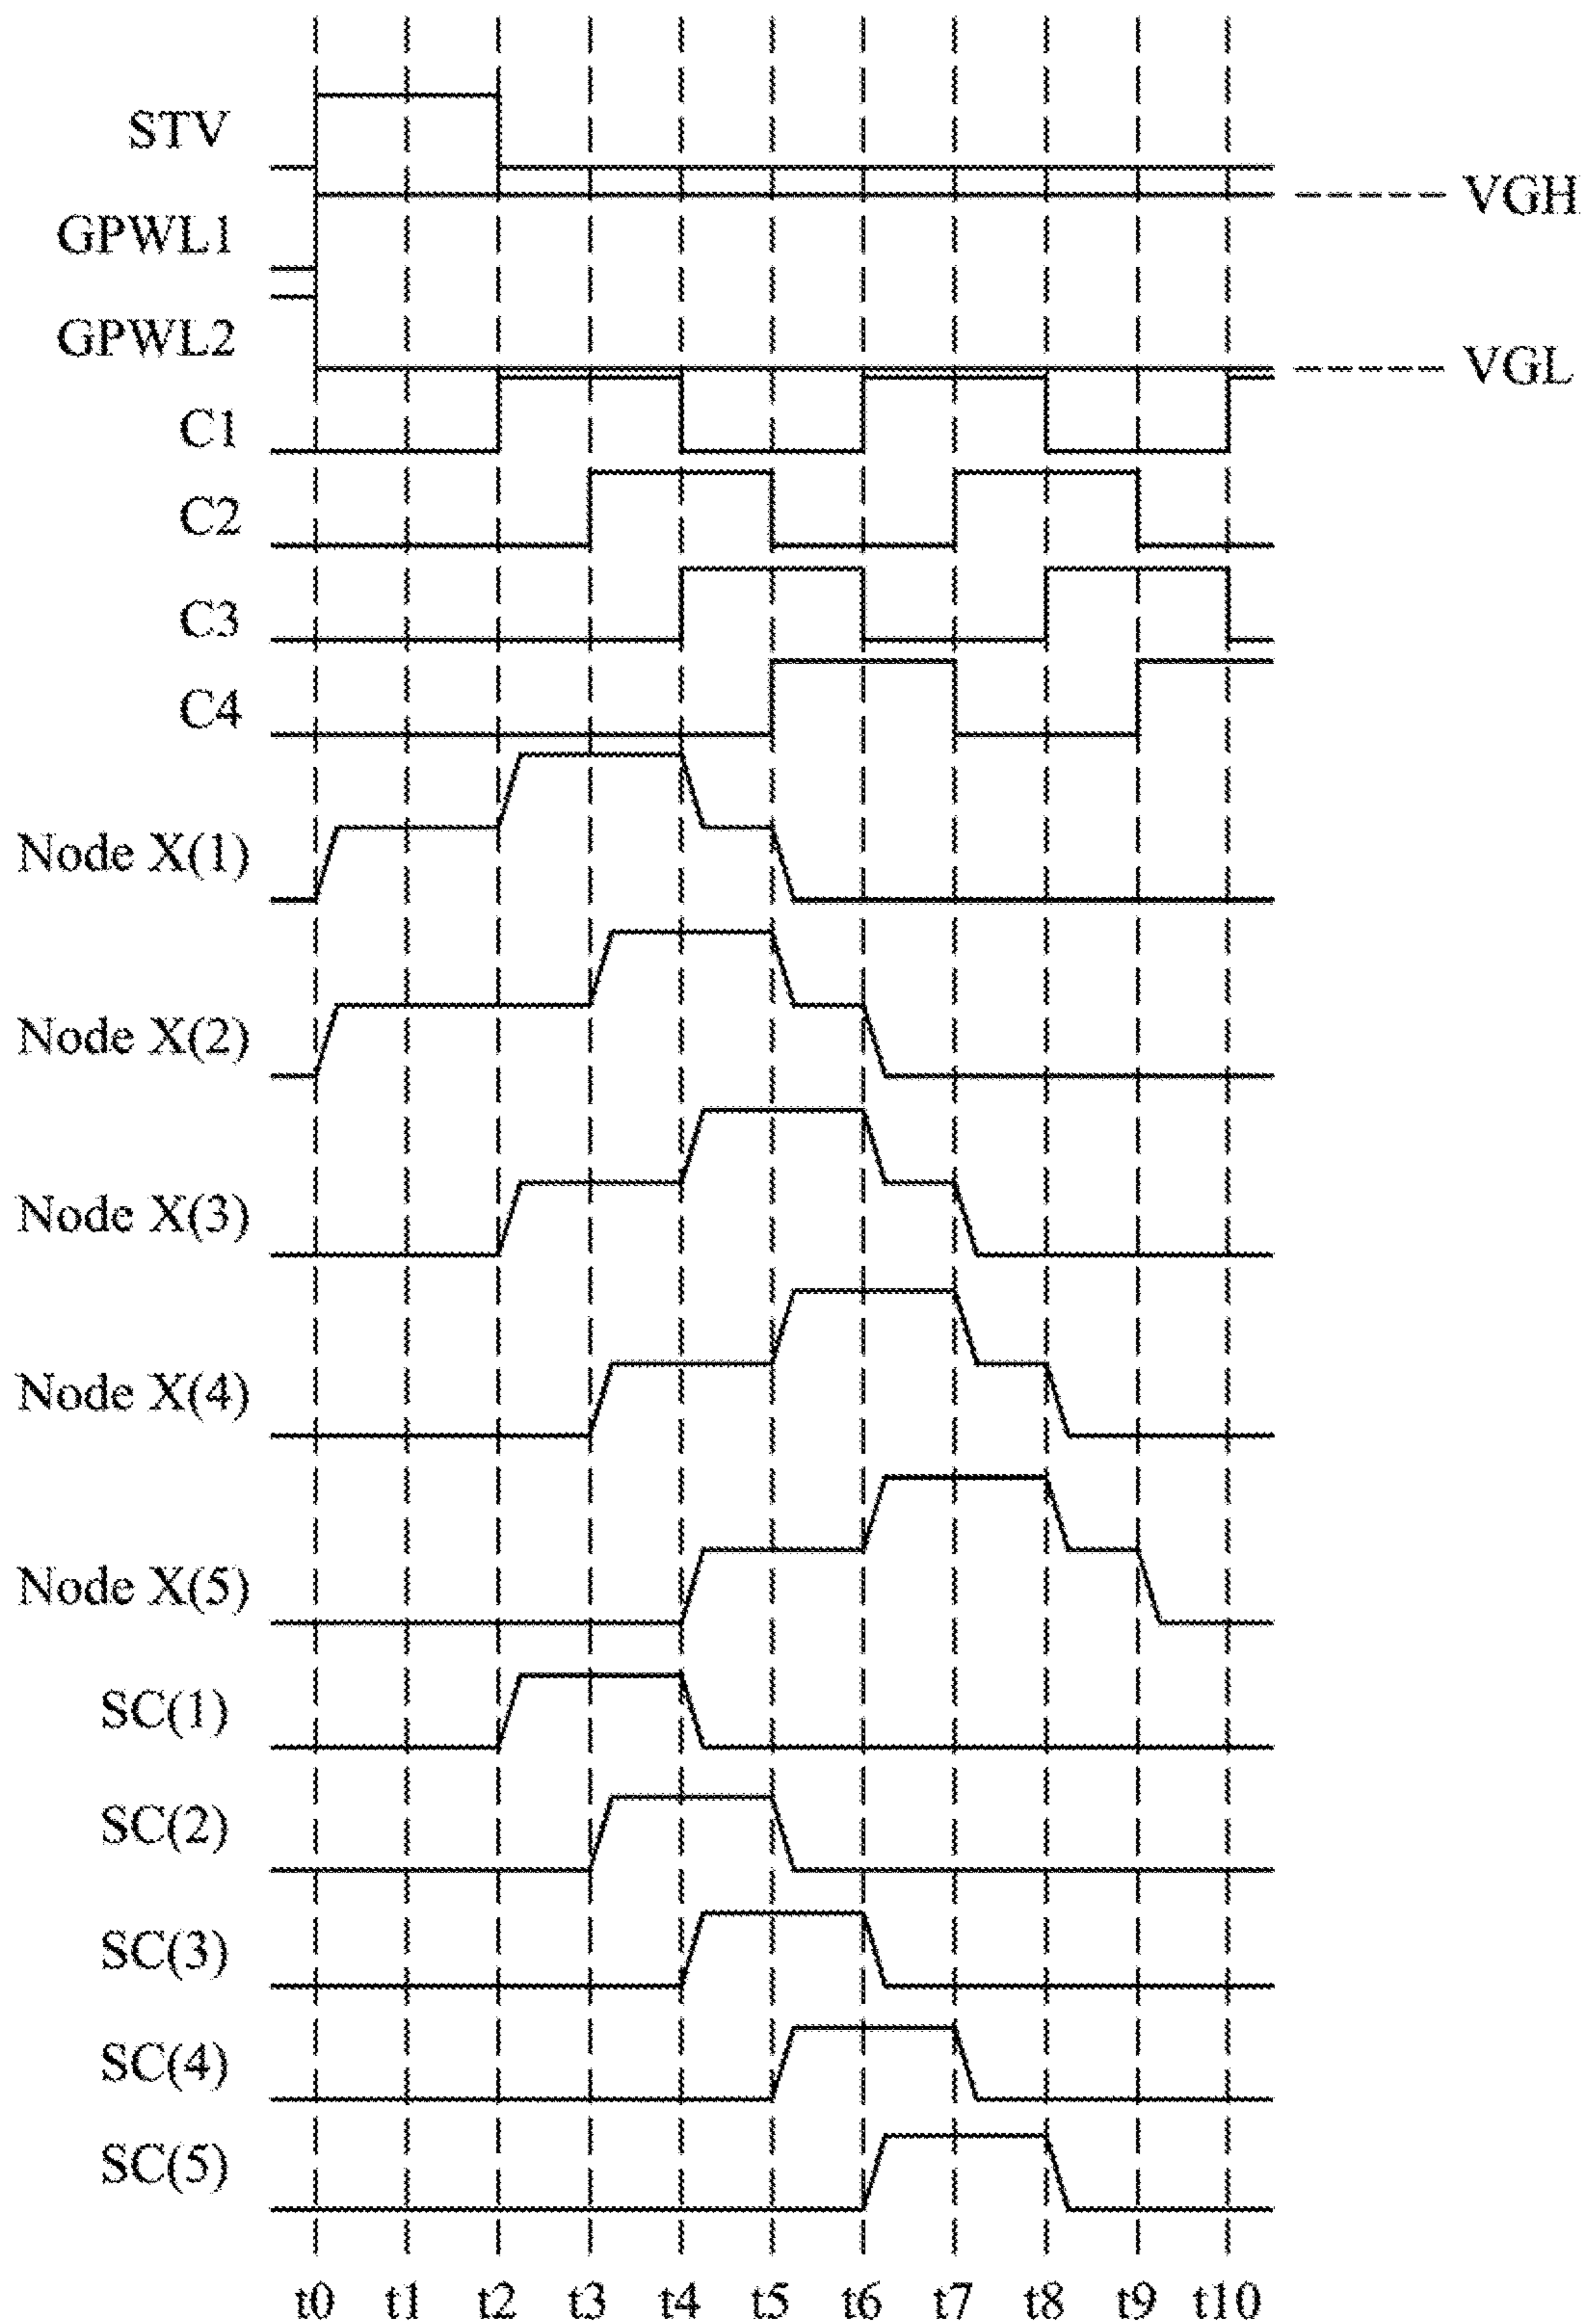 STV
VGH
GPWL1
GPWL2
VGL
C1
C2
C3
C4
Node X(1)
Node X(2)
Node X(3)
Node X(4)
Node X(5)
SC(1)
SC(2)
SC(3)
SC(4)
SC(5)
t0 t1 t2 t3 t4 t5 t6 t7 t8 t9 t10